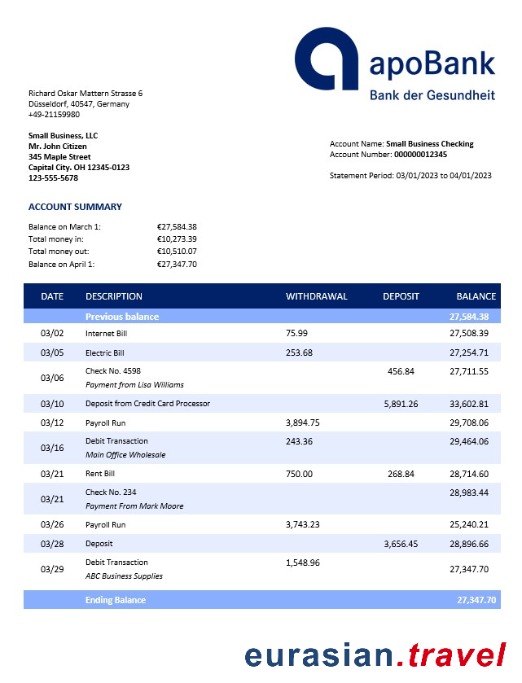 apoBank
Bank der Gesundheit
Richard Oskar Mattern Strasse 6
Düsseldorf, 40547, Germany
+49-21159980
Small Business, LLC
Mr. John Citizen
345 Maple Street
Capital City. OH 12345-0123
123-555-5678
Account Name: Small Business Checking
Account Number: 000000012345
Statement Period: 03/01/2023 to 04/01/2023
ACCOUNT SUMMARY
Balance on March 1: €27,584.38
Total money in: €10,273.39
Total money out: €10,510.07
Balance on April 1: €27,347.70
DATE DESCRIPTION WITHDRAWAL DEPOSIT BALANCE
Previous balance 27,584.38
03/02 Internet Bill 75.99 27,508.39
03/05 Electric Bill 253.68 27,254.71
03/06 Check No. 4598 456.84 27,711.55
Payment from Lisa Williams
03/10 Deposit from Credit Card Processor 5,891.26 33,602.81
03/12 Payroll Run 3,894.75 29,708.06
03/16 Debit Transaction 243.36 29,464.06
Main Office Wholesale
03/21 Rent Bill 750.00 268.84 28,714.60
03/21 Check No. 234 28,983.44
Payment From Mark Moore
03/26 Payroll Run 3,743.23 25,240.21
03/28 Deposit 3,656.45 28,896.66
03/29 Debit Transaction 1,548.96 27,347.70
ABC Business Supplies
Ending Balance 27,347.70
eurasian.travel